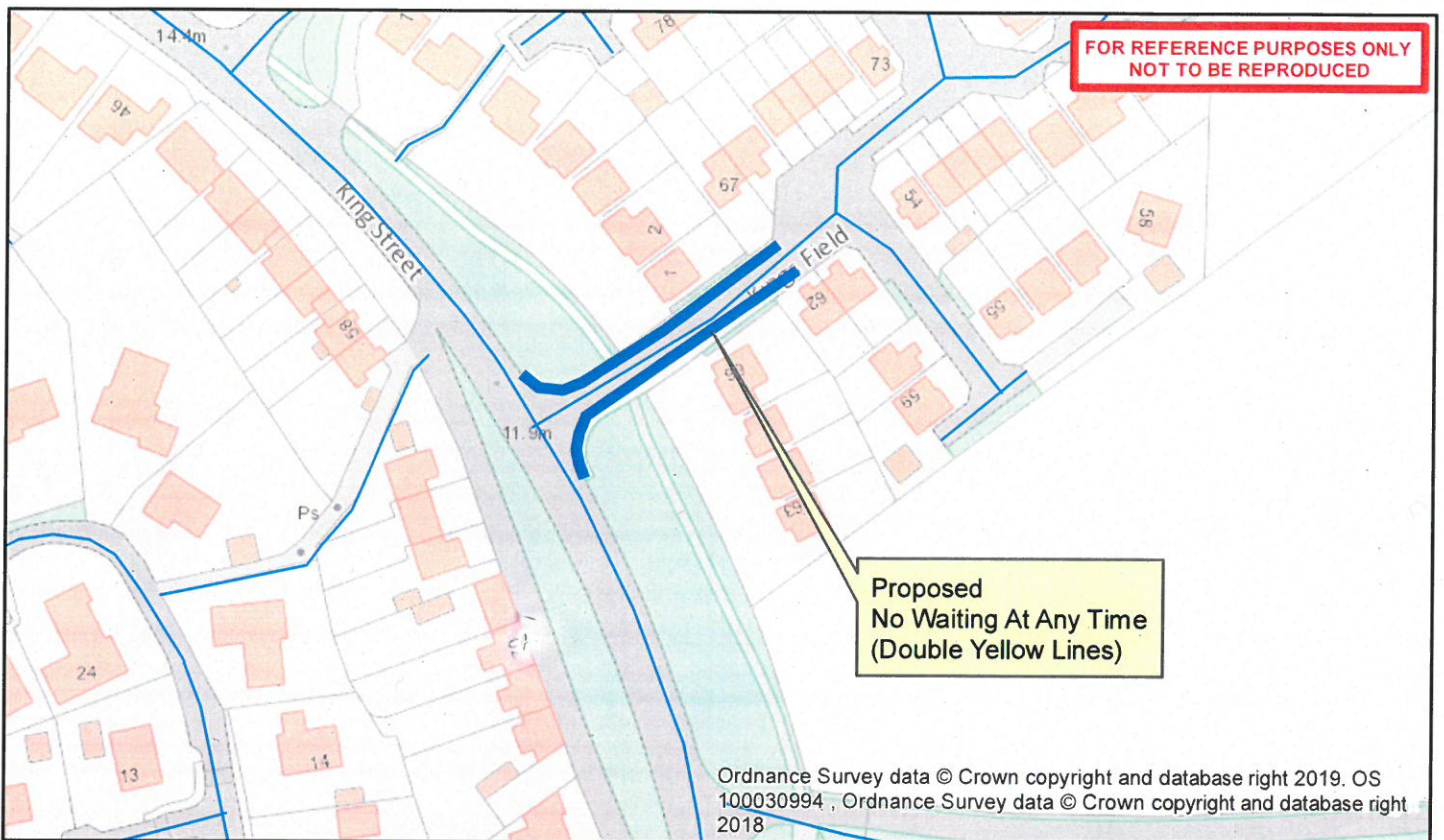 14.4m
78
73
FOR REFERENCE PURPOSES ONLY
NOT TO BE REPRODUCED
46
King Street
67
2
1
54
58
Field
62
58
55
59
11.9m
63
Ps
24
13
14
Proposed
No Waiting At Any Time
(Double Yellow Lines)
Ordnance Survey data © Crown copyright and database right 2019. OS
100030994 , Ordnance Survey data © Crown copyright and database right
2018